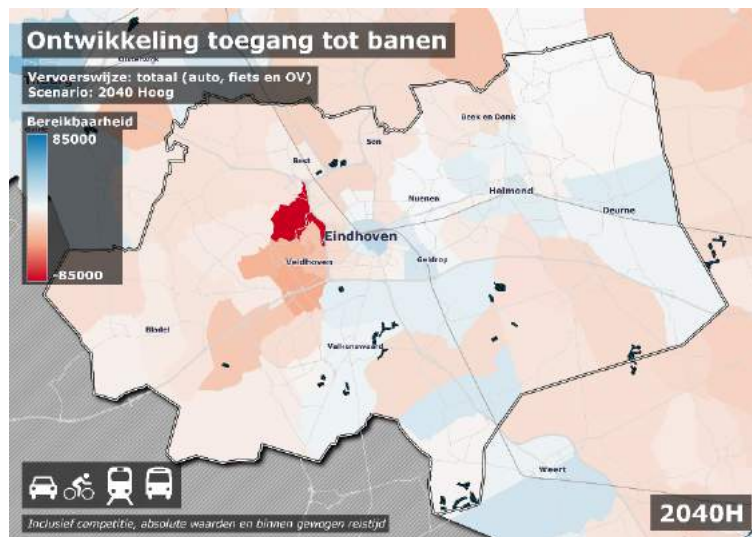 Ontwikkeling toegang tot banen
Oisterwijk
Vervoerswijze: totaal (auto, fiets en OV)
Scenario: 2040 Hoog
Bereikbaarheid
85000
-85000
Beek en Donk
Son
Best
Nuenen
Helmond
Deurne
Eindhoven
Geldrop
Veldhoven
Bladel
Valkenswaard
Weert
2040H
Inclusief competitie, absolute waarden en binnen gewogen reistijd